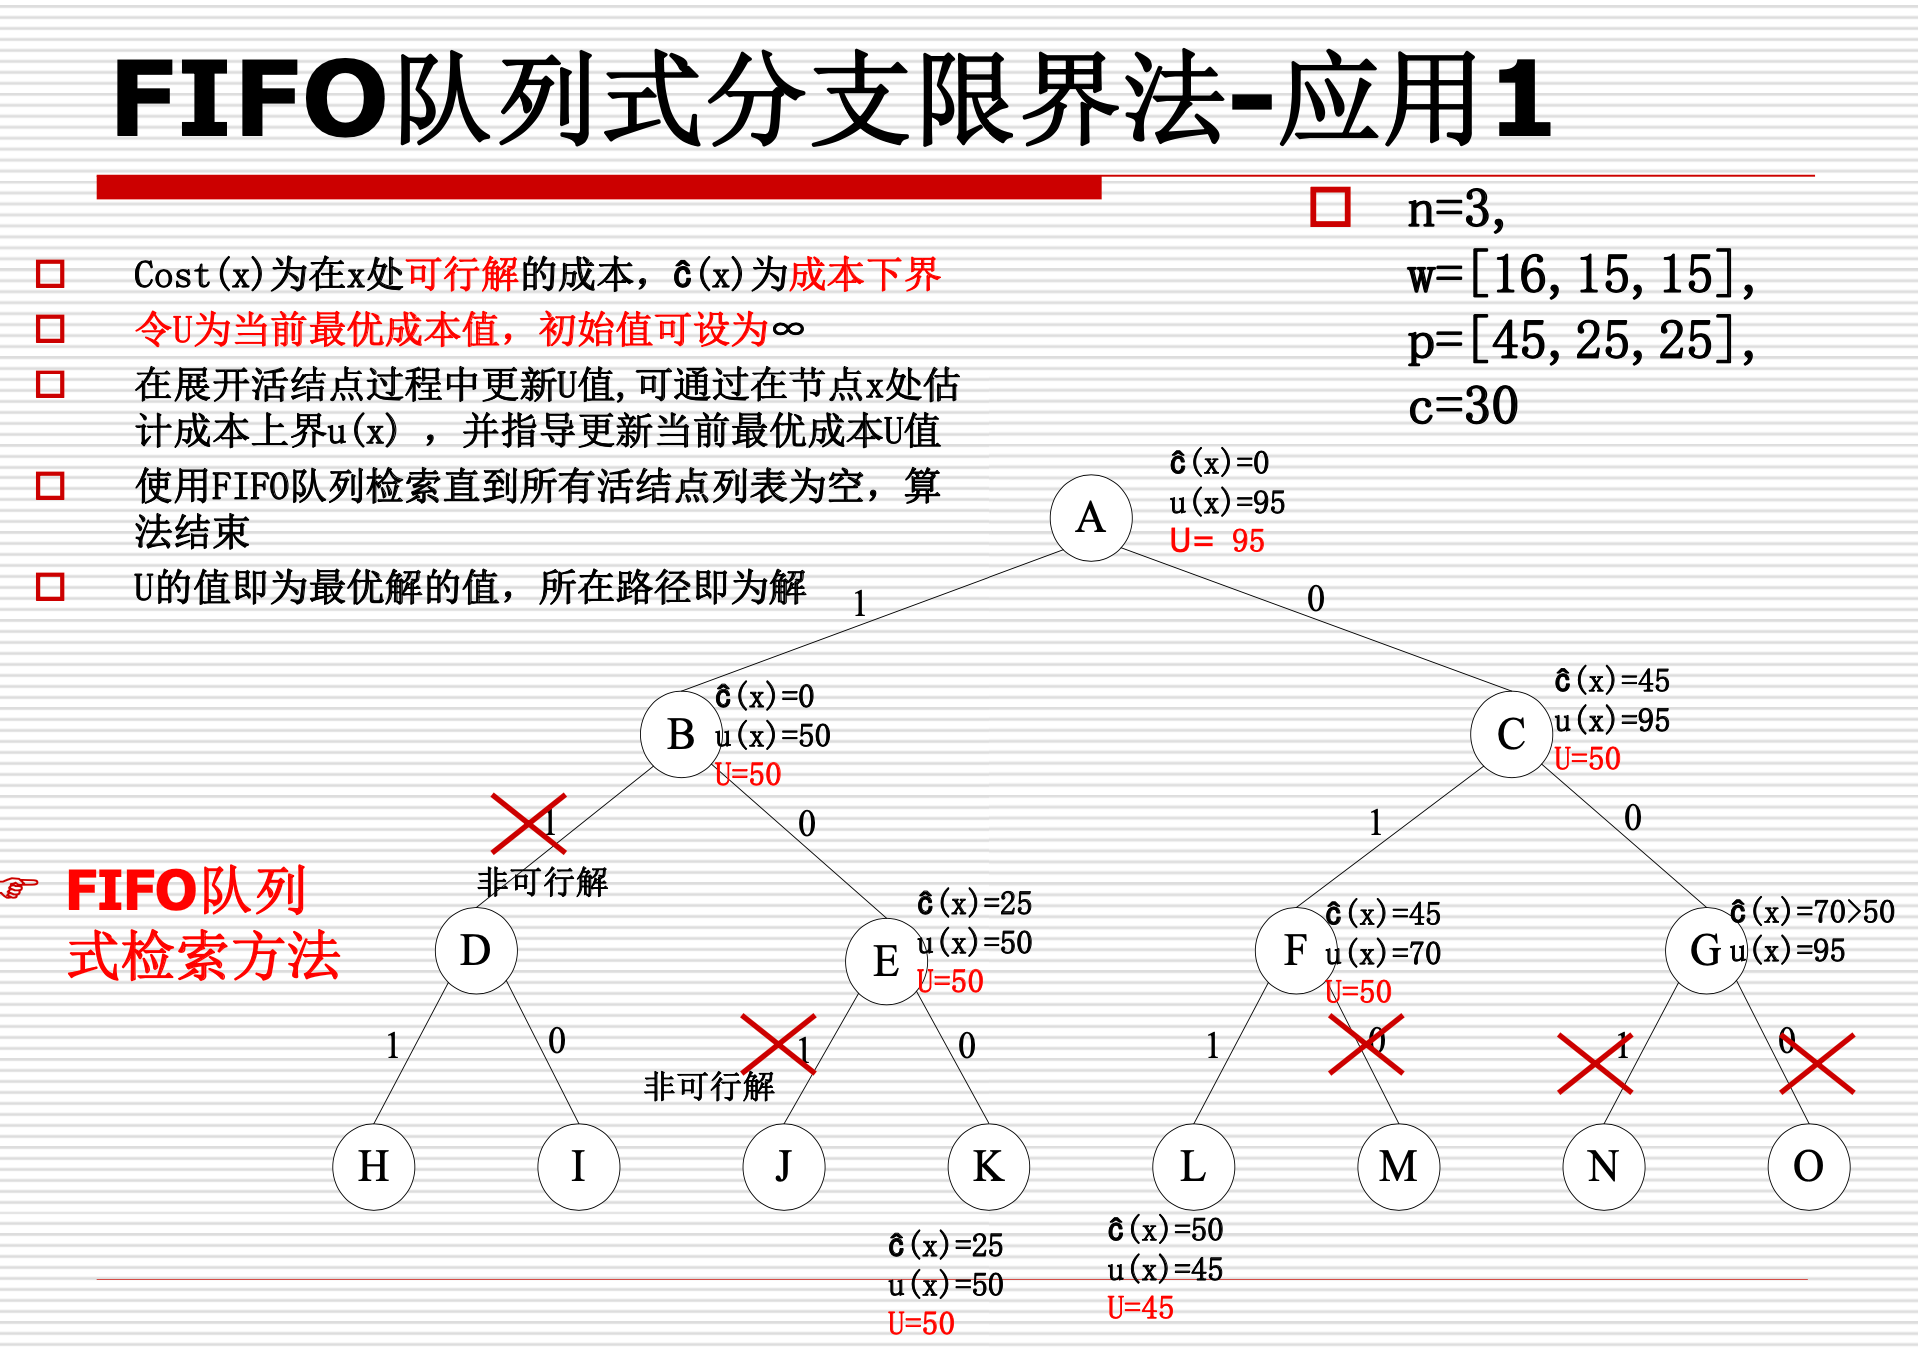 FIFO队列式分支限界法-应用1
n=3,
w=[16,15,15],
p=[45,25,25],
c=30
Cost(x)为在x处可行解的成本，ĉ(x)为成本下界
令U为当前最优成本值，初始值可设为∞
在展开活结点过程中更新U值,可通过在节点x处估
计成本上界u(x) ，并指导更新当前最优成本U值
使用FIFO队列检索直到所有活结点列表为空，算
法结束
U的值即为最优解的值，所在路径即为解
ĉ(x)=0
u(x)=95
U= 95
A
1
0
ĉ(x)=0
u(x)=50
U=50
B
ĉ(x)=45
u(x)=95
U=50
C
1
0
1
0
非可行解
FIFO队列
式检索方法
D
ĉ(x)=25
u(x)=50
U=50
E
ĉ(x)=45
u(x)=70
U=50
F
ĉ(x)=70>50
u(x)=95
G
1
0
1
0
1
0
1
0
非可行解
H
I
J
K
L
M
N
O
ĉ(x)=25
u(x)=50
U=50
ĉ(x)=50
u(x)=45
U=45